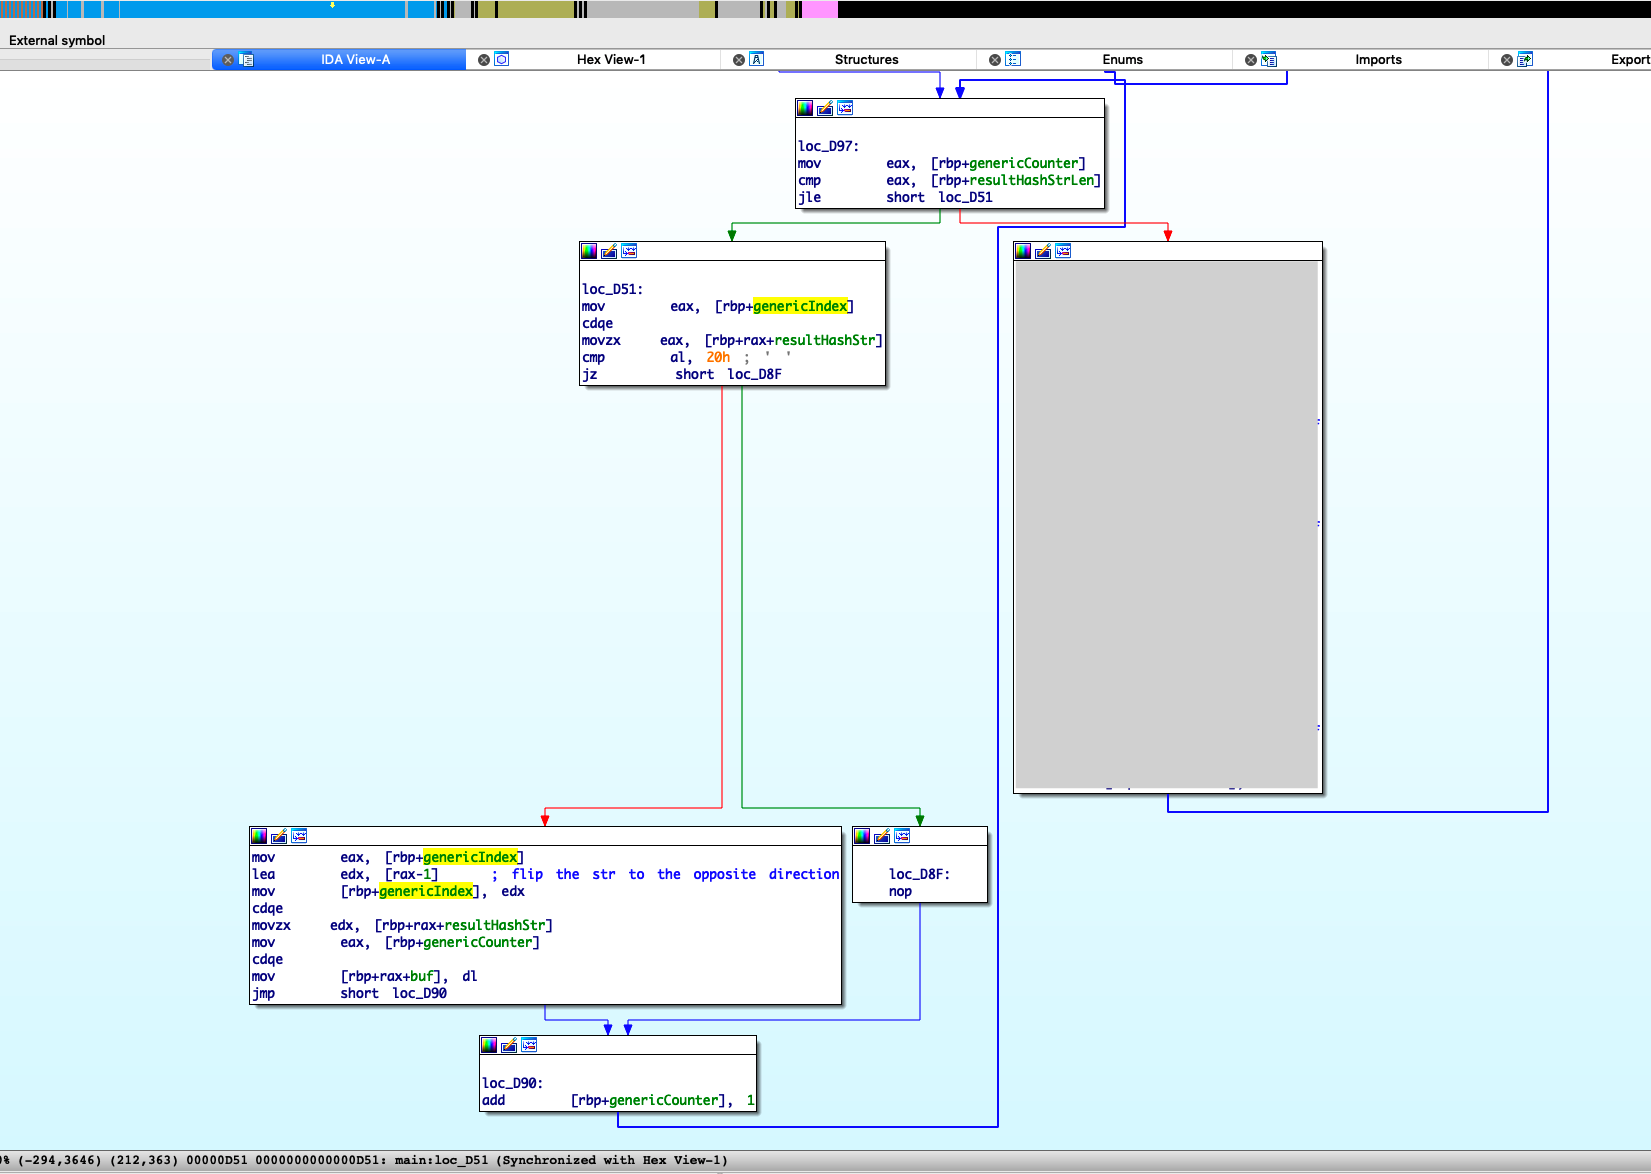 External symbol
IDA View-A
Hex View-1
Structures
Enums
Imports
Export
loc_D97:
mov eax, [rbp+genericCounter]
cmp eax, [rbp+resultHashStrLen]
jle short loc_D51
loc_D51:
mov eax, [rbp+genericIndex]
cdqe
movzx eax, [rbp+rax+resultHashStr]
cmp al, 20h ; ' '
jz short loc_D8F
mov eax, [rbp+genericIndex]
lea edx, [rax-1] ; flip the str to the opposite direction
mov [rbp+genericIndex], edx
cdqe
movzx edx, [rbp+rax+resultHashStr]
mov eax, [rbp+genericCounter]
cdqe
mov [rbp+rax+buf], dl
jmp short loc_D90
loc_D8F:
nop
loc_D90:
add [rbp+genericCounter], 1
% (-294,3646) (212,363) 00000D51 0000000000000D51: main:loc_D51 (Synchronized with Hex View-1)